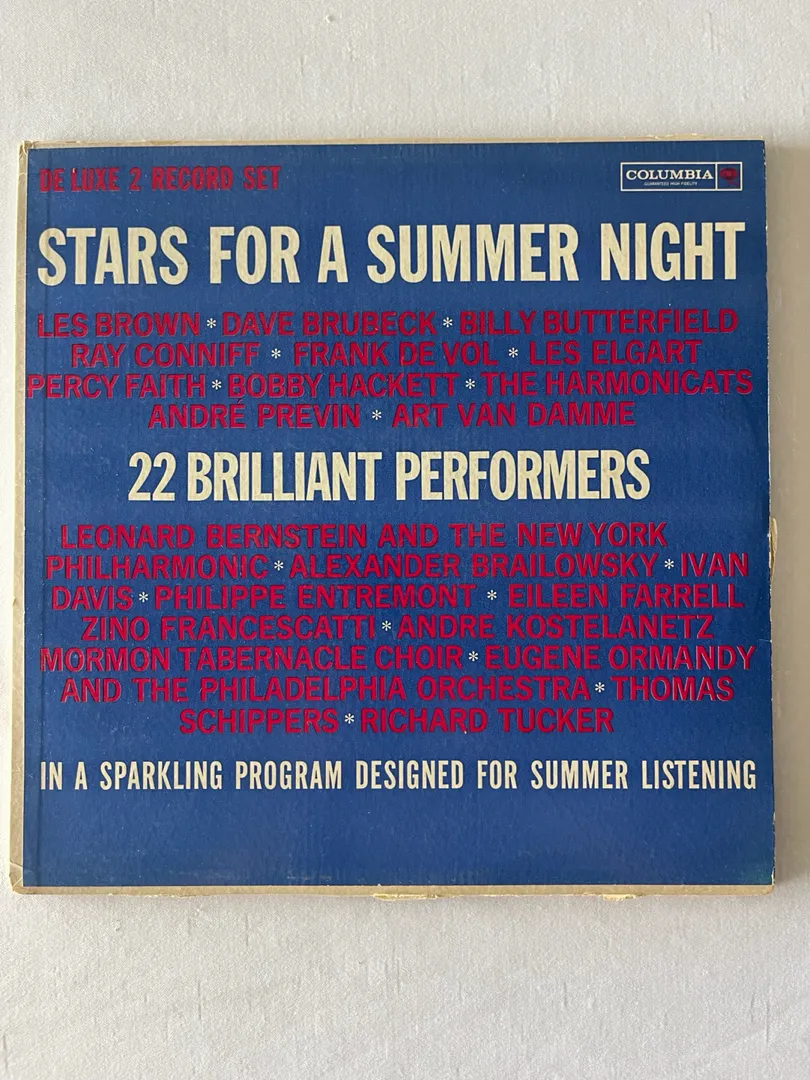 DE LUXE 2 RECORD SET
COLUMBIA
GUARANTEED HIGH FIDELITY
STARS FOR A SUMMER NIGHT
LES BROWN * DAVE BRUBECK * BILLY BUTTERFIELD
RAY CONNIFF * FRANK DE VOL * LES ELGART
PERCY FAITH * BOBBY HACKETT * THE HARMONICATS
ANDRÉ PREVIN * ART VAN DAMME
22 BRILLIANT PERFORMERS
LEONARD BERNSTEIN AND THE NEW YORK
PHILHARMONIC * ALEXANDER BRAILOWSKY * IVAN
DAVIS * PHILIPPE ENTREMONT * EILEEN FARRELL
ZINO FRANCESCATTI * ANDRE KOSTELANETZ
MORMON TABERNACLE CHOIR * EUGENE ORMANDY
AND THE PHILADELPHIA ORCHESTRA * THOMAS
SCHIPPERS * RICHARD TUCKER
IN A SPARKLING PROGRAM DESIGNED FOR SUMMER LISTENING